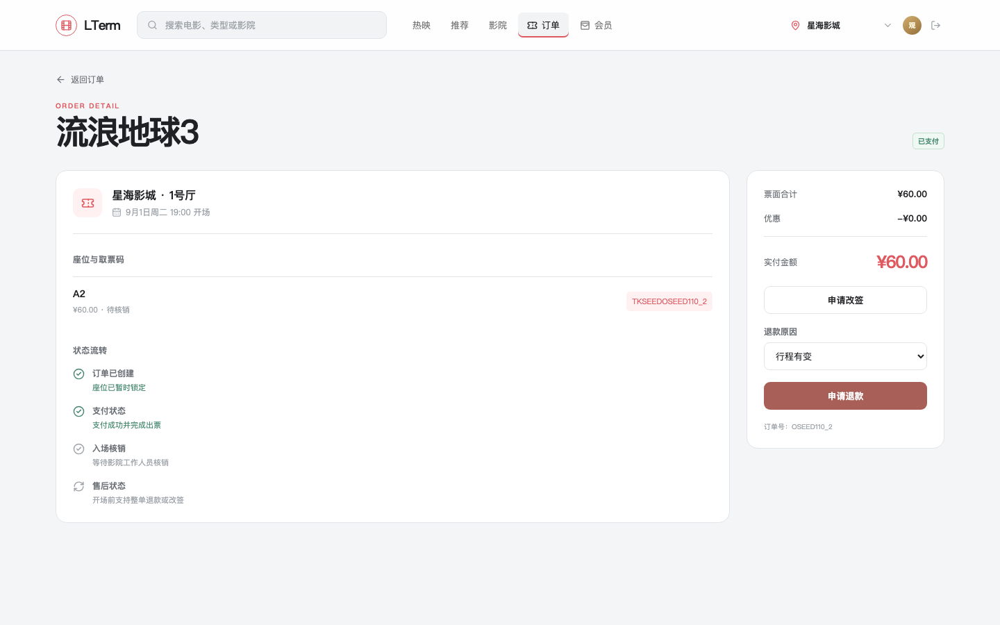 LTerm
搜索电影、类型或影院
热映
推荐
影院
订单
会员
星海影城
观
返回订单
ORDER DETAIL
流浪地球3
已支付
星海影城 · 1号厅
9月1日周二 19:00 开场
座位与取票码
A2
¥60.00 · 待核销
TKSEEDOSEED110_2
状态流转
订单已创建
座位已暂时锁定
支付状态
支付成功并完成出票
入场核销
等待影院工作人员核销
售后状态
开场前支持整单退款或改签
票面合计 ¥60.00
优惠 −¥0.00
实付金额 ¥60.00
申请改签
退款原因
行程有变
申请退款
订单号：OSEED110_2